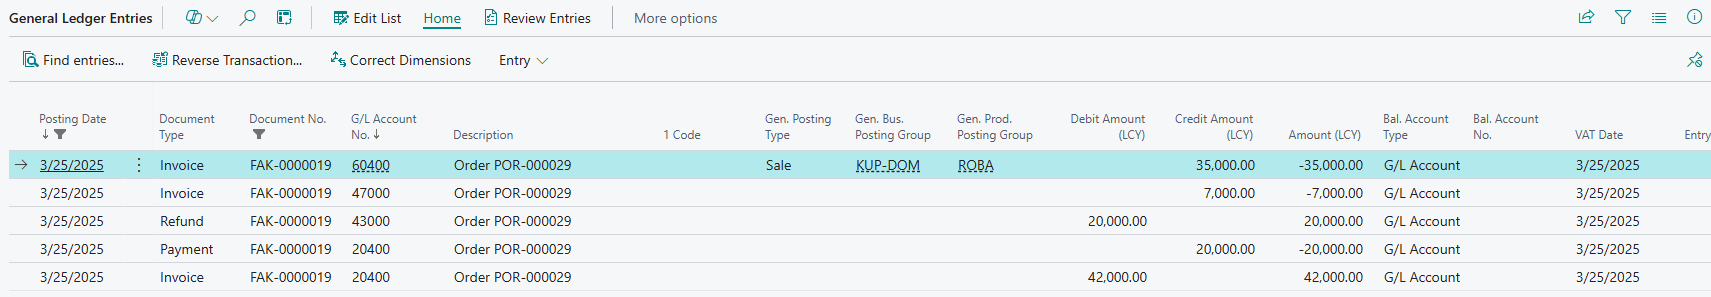 General Ledger Entries Edit List Home Review Entries More options
Find entries... Reverse Transaction... Correct Dimensions Entry
Posting Date Document Type Document No. G/L Account No. Description 1 Code Gen. Posting Type Gen. Bus. Posting Group Gen. Prod. Posting Group Debit Amount (LCY) Credit Amount (LCY) Amount (LCY) Bal. Account Type Bal. Account No. VAT Date Entry
3/25/2025 Invoice FAK-0000019 60400 Order POR-000029 Sale KUP-DOM ROBA 35,000.00 -35,000.00 G/L Account 3/25/2025
3/25/2025 Invoice FAK-0000019 47000 Order POR-000029 7,000.00 -7,000.00 G/L Account 3/25/2025
3/25/2025 Refund FAK-0000019 43000 Order POR-000029 20,000.00 20,000.00 G/L Account 3/25/2025
3/25/2025 Payment FAK-0000019 20400 Order POR-000029 20,000.00 -20,000.00 G/L Account 3/25/2025
3/25/2025 Invoice FAK-0000019 20400 Order POR-000029 42,000.00 42,000.00 G/L Account 3/25/2025